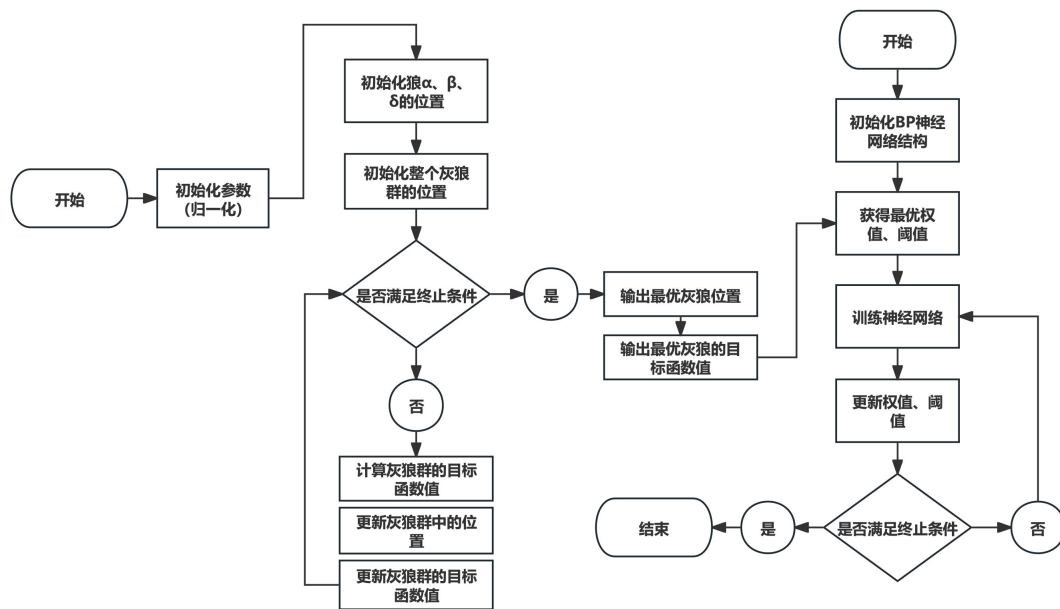 开始
初始化参数
（归一化）
初始化狼α、β、
δ的位置
初始化整个灰狼
群的位置
是否满足终止条件
是
输出最优灰狼位置
输出最优灰狼的目
标函数值
否
计算灰狼群的目标
函数值
更新灰狼群中的位
置
更新灰狼群的目标
函数值
开始
初始化BP神经
网络结构
获得最优权
值、阈值
训练神经网络
更新权值、阈
值
是否满足终止条件
否
是
结束